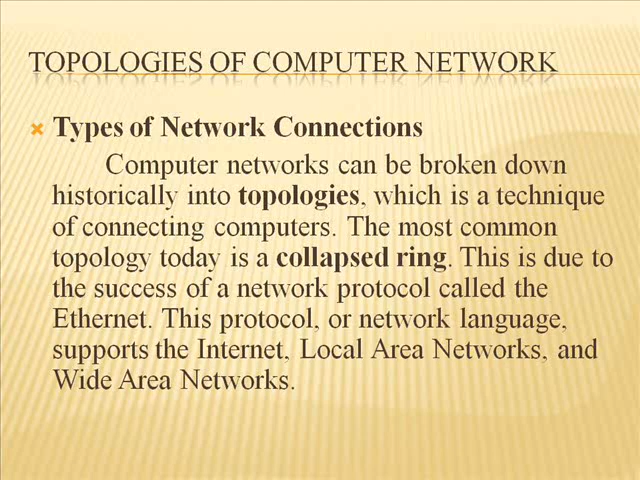 TOPOLOGIES OF COMPUTER NETWORK
Types of Network Connections
Computer networks can be broken down
historically into topologies, which is a technique
of connecting computers. The most common
topology today is a collapsed ring. This is due to
the success of a network protocol called the
Ethernet. This protocol, or network language,
supports the Internet, Local Area Networks, and
Wide Area Networks.